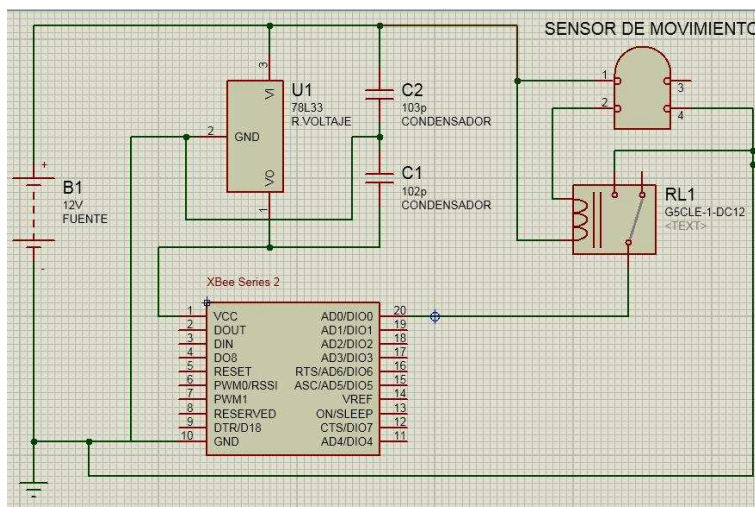 SENSOR DE MOVIMIENTO
1
2
3
4
3
VI
U1
78L33
R.VOLTAJE
2
GND
VO
1
C2
103p
CONDENSADOR
C1
102p
CONDENSADOR
+
B1
12V
FUENTE
-
RL1
G5CLE-1-DC12
<TEXT>
XBee Series 2
1 VCC AD0/DIO0 20
2 DOUT AD1/DIO1 19
3 DIN AD2/DIO2 18
4 DO8 AD3/DIO3 17
5 RESET RTS/AD6/DIO6 16
6 PWM0/RSSI ASC/AD5/DIO5 15
7 PWM1 VREF 14
8 RESERVED ON/SLEEP 13
9 DTR/D18 CTS/DIO7 12
10 GND AD4/DIO4 11